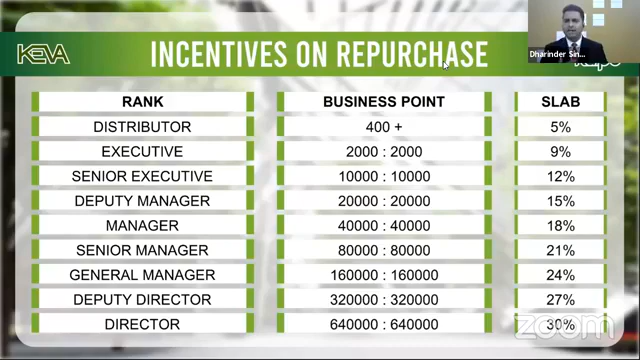 KEVA
INCENTIVES ON REPURCHASE
Dharinder Sin...
RANK BUSINESS POINT SLAB
DISTRIBUTOR 400 + 5%
EXECUTIVE 2000 : 2000 9%
SENIOR EXECUTIVE 10000 : 10000 12%
DEPUTY MANAGER 20000 : 20000 15%
MANAGER 40000 : 40000 18%
SENIOR MANAGER 80000 : 80000 21%
GENERAL MANAGER 160000 : 160000 24%
DEPUTY DIRECTOR 320000 : 320000 27%
DIRECTOR 640000 : 640000 30%
zoom